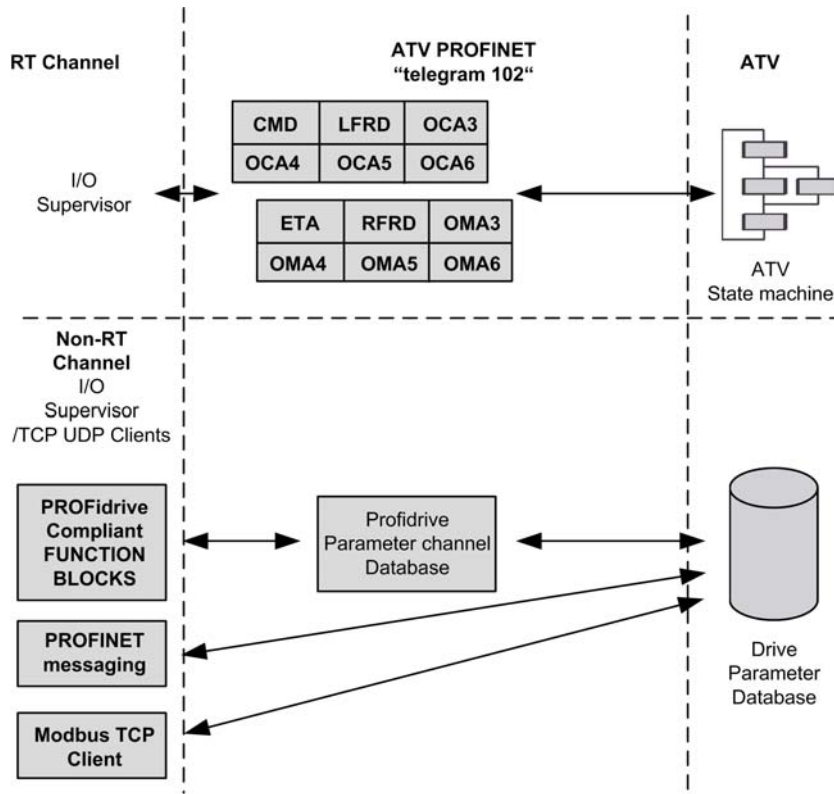 RT Channel
ATV PROFINET
“telegram 102“
ATV
CMD LFRD OCA3
OCA4 OCA5 OCA6
I/O
Supervisor
ETA RFRD OMA3
OMA4 OMA5 OMA6
ATV
State machine
Non-RT
Channel
I/O
Supervisor
/TCP UDP Clients
PROFidrive
Compliant
FUNCTION
BLOCKS
Profidrive
Parameter channel
Database
PROFINET
messaging
Drive
Parameter
Database
Modbus TCP
Client